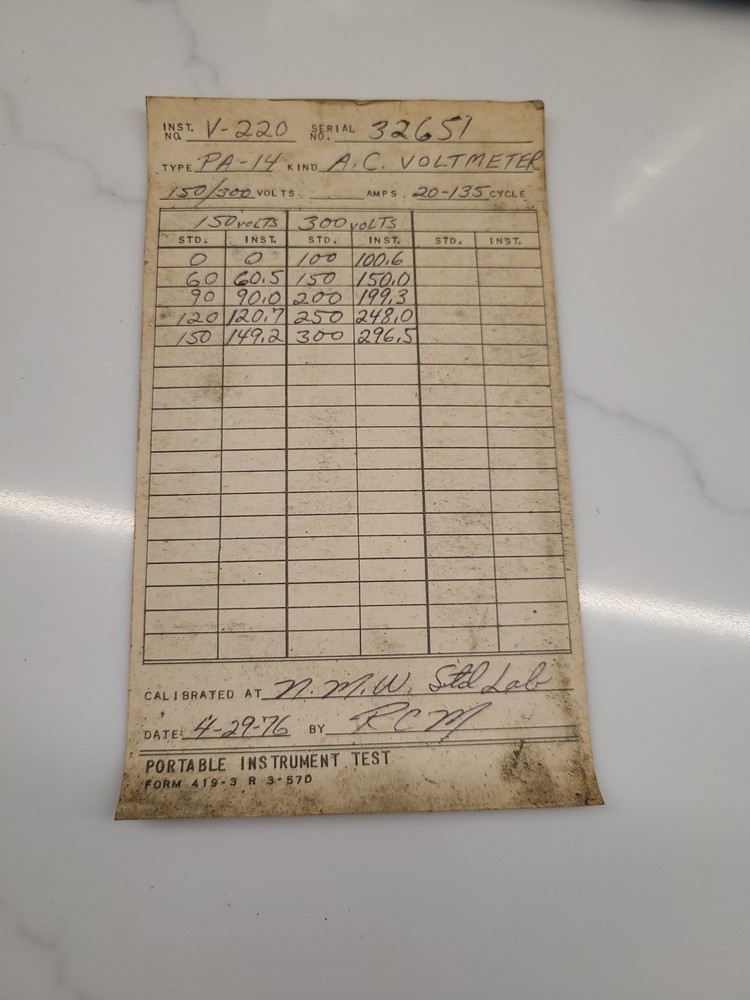 INST. NO. V-220 SERIAL NO. 32651
TYPE PA-14 KIND A.C. VOLTMETER
150/300 VOLTS AMPS 20-135 CYCLE
150 VOLTS 300 VOLTS
STD. INST. STD. INST. STD. INST.
0 0 100 100.6
60 60.5 150 150.0
90 90.0 200 199.3
120 120.7 250 248.0
150 149.2 300 296.5
CALIBRATED AT N.M.W. Std Lab
DATE: 4-29-76 BY RCM
PORTABLE INSTRUMENT TEST
FORM 419-3 R 3-57D